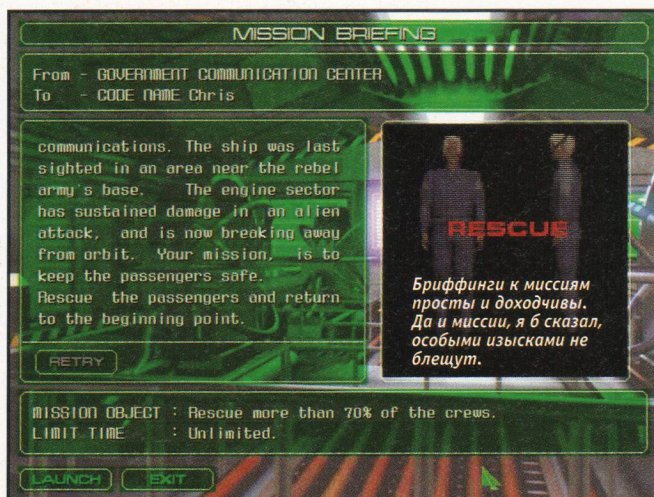 MISSION BRIEFING
From - GOVERNMENT COMMUNICATION CENTER
To - CODE NAME Chris
communications. The ship was last
sighted in an area near the rebel
army's base. The engine sector
has sustained damage in an alien
attack, and is now breaking away
from orbit. Your mission, is to
keep the passengers safe.
Rescue the passengers and return
to the beginning point.
RETRY
RESCUE
Бриффинги к миссиям
просты и доходчивы.
Да и миссии, я б сказал,
особыми изысками не
блещут.
MISSION OBJECT : Rescue more than 70% of the crews.
LIMIT TIME : Unlimited.
LAUNCH EXIT